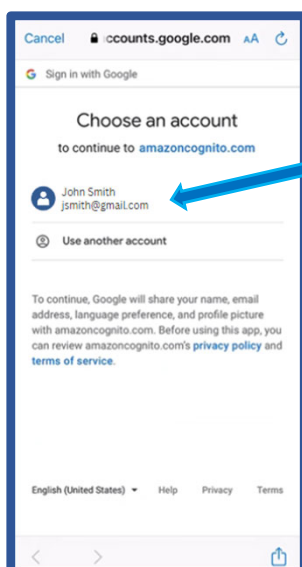 Cancel ccounts.google.com AA
G Sign in with Google
Choose an account
to continue to amazoncognito.com
John Smith
jsmith@gmail.com
Use another account
To continue, Google will share your name, email
address, language preference, and profile picture
with amazoncognito.com. Before using this app, you
can review amazoncognito.com's privacy policy and
terms of service.
English (United States) Help Privacy Terms